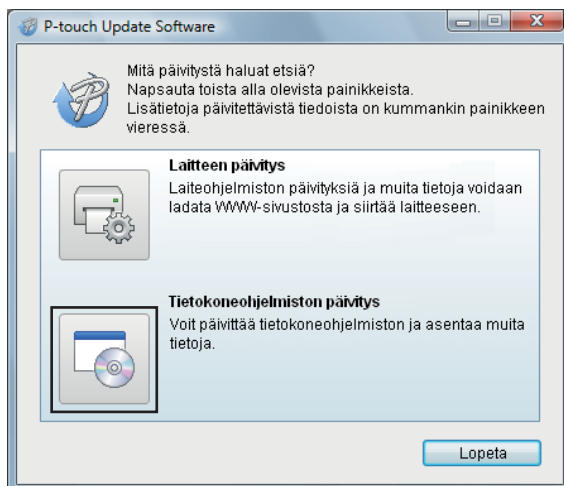 P-touch Update Software
Mitä päivitystä haluat etsiä?
Napsauta toista alla olevista painikkeista.
Lisätietoja päivitettävistä tiedoista on kummankin painikkeen
vieressä.
Laitteen päivitys
Laiteohjelmiston päivityksiä ja muita tietoja voidaan
ladata WWW-sivustosta ja siirtää laitteeseen.
Tietokoneohjelmiston päivitys
Voit päivittää tietokoneohjelmiston ja asentaa muita
tietoja.
Lopeta